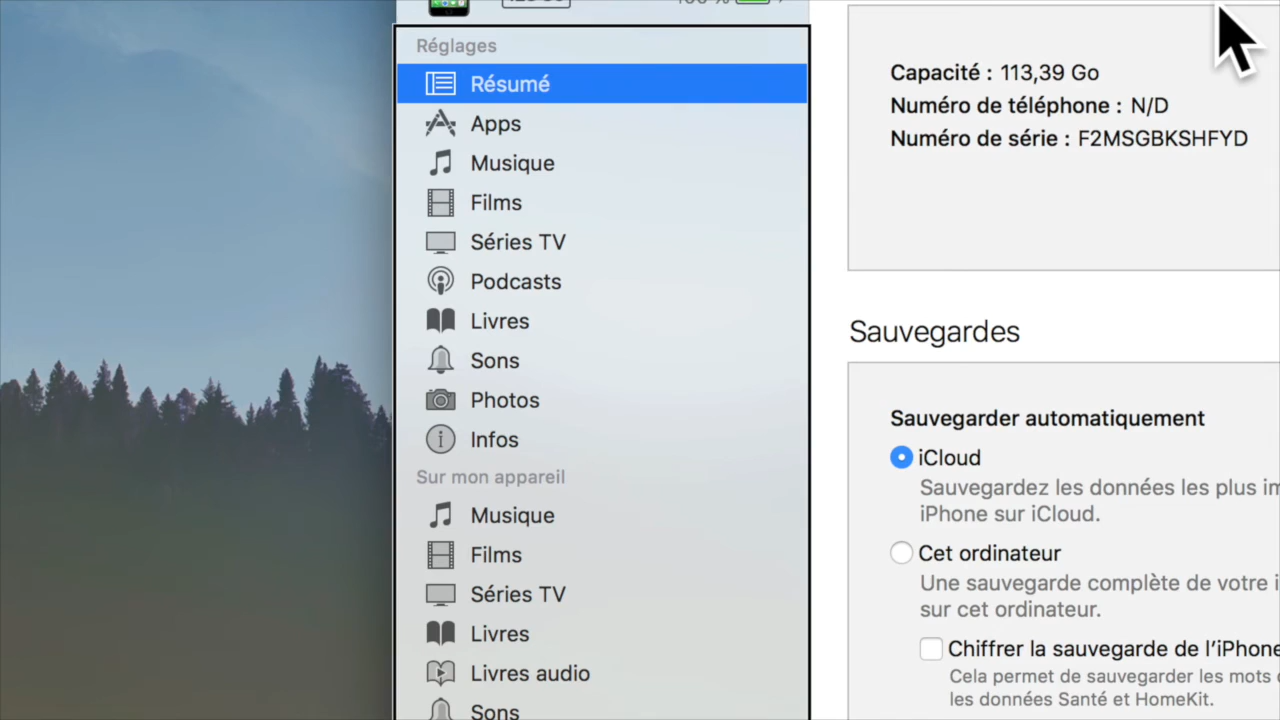 Réglages
Résumé
Apps
Musique
Films
Séries TV
Podcasts
Livres
Sons
Photos
Infos
Sur mon appareil
Musique
Films
Séries TV
Livres
Livres audio
Sons
Capacité : 113,39 Go
Numéro de téléphone : N/D
Numéro de série : F2MSGBKSHFYD
Sauvegardes
Sauvegarder automatiquement
iCloud
Sauvegardez les données les plus im
iPhone sur iCloud.
Cet ordinateur
Une sauvegarde complète de votre i
sur cet ordinateur.
Chiffrer la sauvegarde de l’iPhone
Cela permet de sauvegarder les mots
les données Santé et HomeKit.